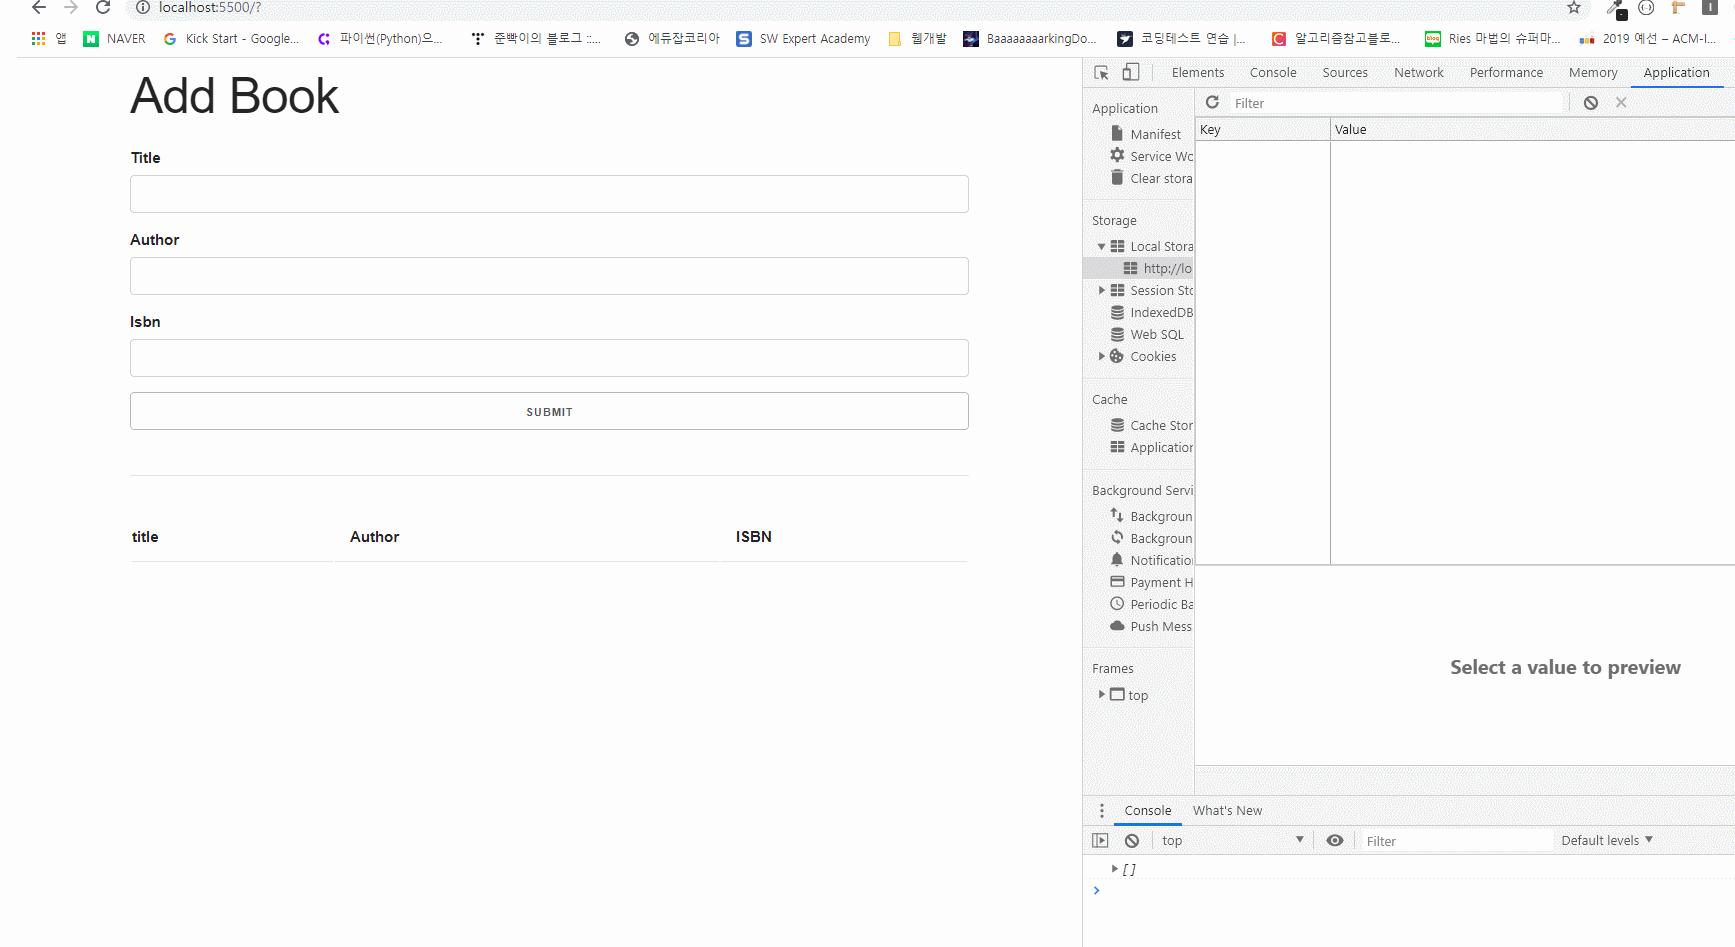 localhost:5500/?
앱 NAVER Kick Start - Google... 파이썬(Python)으... 준빡이의 블로그 ::... 에듀잡코리아 SW Expert Academy 웹개발 BaaaaaaaarkingDo... 코딩테스트 연습 |... 알고리즘참고블로... Ries 마법의 슈퍼마... 2019 예선 – ACM-I...
Add Book
Title
Author
Isbn
SUBMIT
title Author ISBN
Elements Console Sources Network Performance Memory Application
Application
Manifest
Service Wo
Clear stora
Storage
Local Stora
http://lo
Session Sto
IndexedDB
Web SQL
Cookies
Cache
Cache Stor
Application
Background Servi
Backgroun
Backgroun
Notificatio
Payment H
Periodic Ba
Push Mess
Frames
top
Filter
Key Value
Select a value to preview
Console What's New
top Filter Default levels
[]